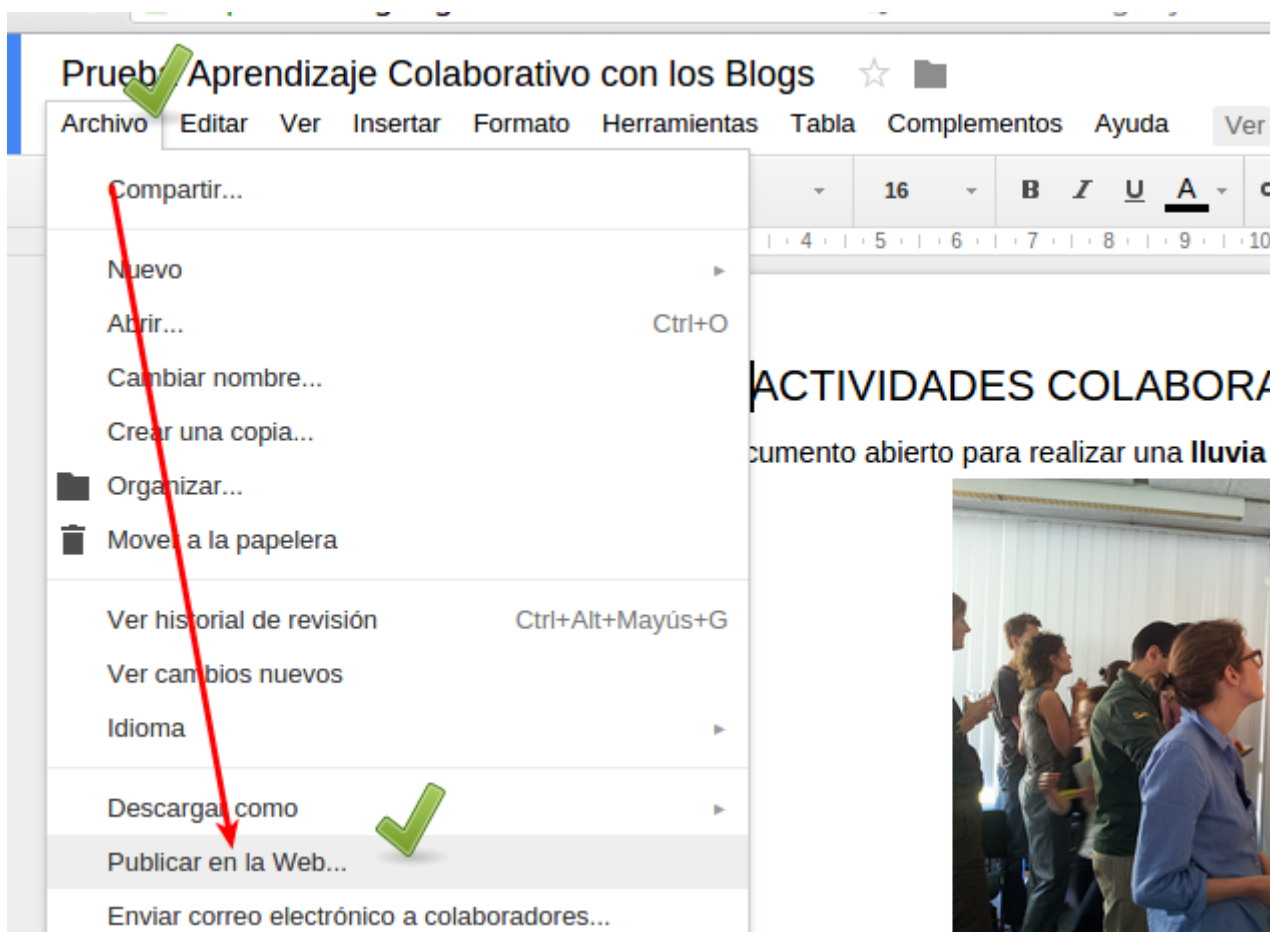 Prueba Aprendizaje Colaborativo con los Blogs
Archivo Editar Ver Insertar Formato Herramientas Tabla Complementos Ayuda Ver
Compartir...
16 B I U A
4 5 6 7 8 9 10
Nuevo
Abrir... Ctrl+O
Cambiar nombre...
ACTIVIDADES COLABORA
Crear una copia...
cumento abierto para realizar una lluvia
Organizar...
Mover a la papelera
Ver historial de revisión Ctrl+Alt+Mayús+G
Ver cambios nuevos
Idioma
Descargar como
Publicar en la Web...
Enviar correo electrónico a colaboradores...